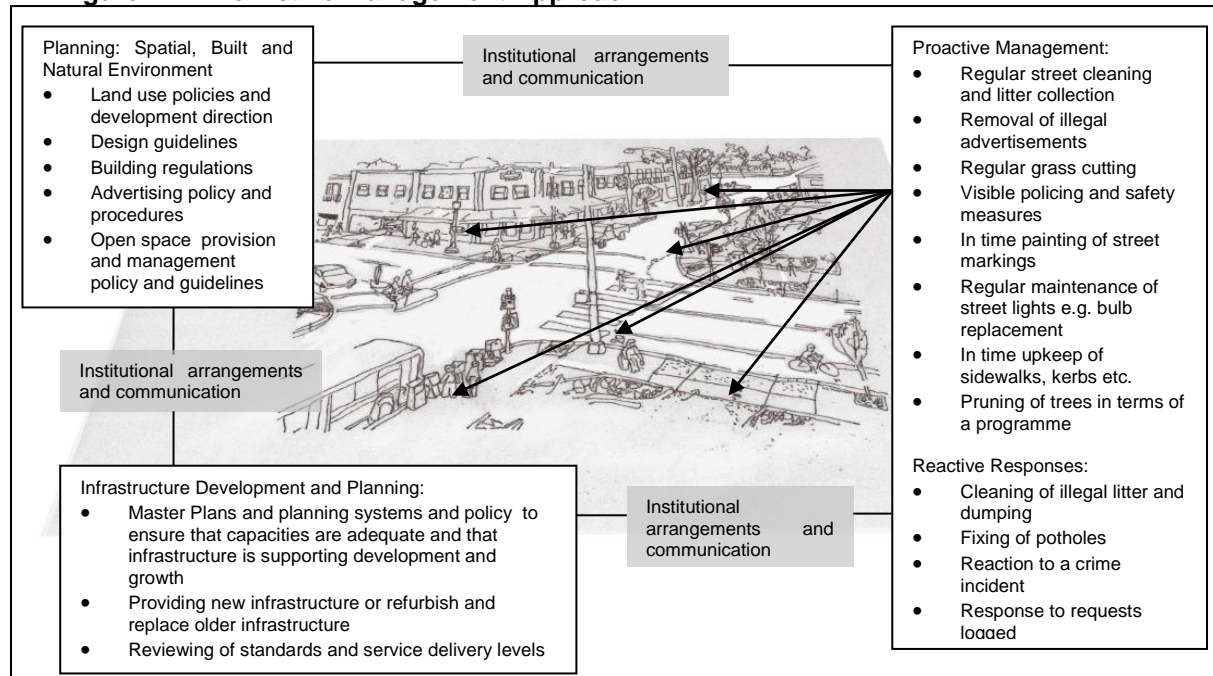 Planning: Spatial, Built and
Natural Environment
• Land use policies and
development direction
• Design guidelines
• Building regulations
• Advertising policy and
procedures
• Open space provision
and management
policy and guidelines
Institutional arrangements
and communication
Proactive Management:
• Regular street cleaning
and litter collection
• Removal of illegal
advertisements
• Regular grass cutting
• Visible policing and safety
measures
• In time painting of street
markings
• Regular maintenance of
street lights e.g. bulb
replacement
• In time upkeep of
sidewalks, kerbs etc.
• Pruning of trees in terms of
a programme
Reactive Responses:
• Cleaning of illegal litter and
dumping
• Fixing of potholes
• Reaction to a crime
incident
• Response to requests
logged
Institutional arrangements
and communication
Infrastructure Development and Planning:
• Master Plans and planning systems and policy to
ensure that capacities are adequate and that
infrastructure is supporting development and
growth
• Providing new infrastructure or refurbish and
replace older infrastructure
• Reviewing of standards and service delivery levels
Institutional
arrangements and
communication